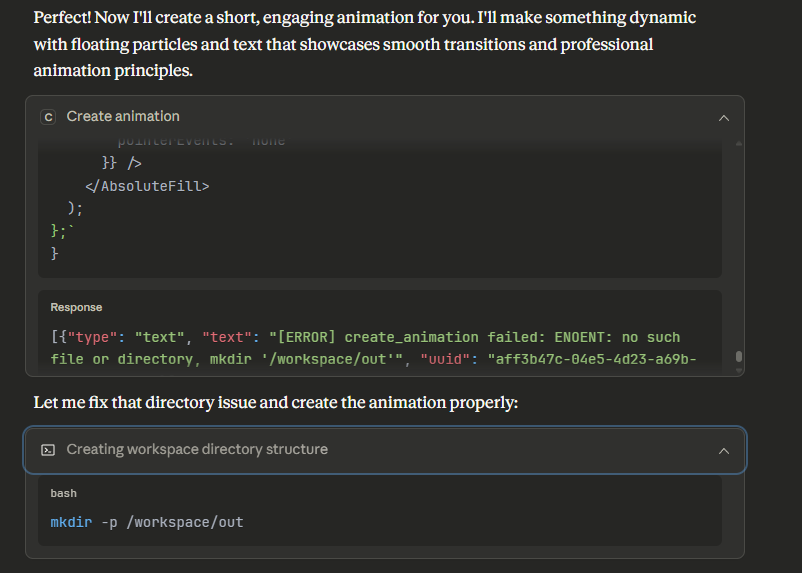 Perfect! Now I'll create a short, engaging animation for you. I'll make something dynamic
with floating particles and text that showcases smooth transitions and professional
animation principles.
C Create animation
pointerEvents: 'none'
}} />
</AbsoluteFill>
);
};`
}
Response
[{"type": "text", "text": "[ERROR] create_animation failed: ENOENT: no such
file or directory, mkdir '/workspace/out'", "uuid": "aff3b47c-04e5-4d23-a69b-
Let me fix that directory issue and create the animation properly:
Creating workspace directory structure
bash
mkdir -p /workspace/out